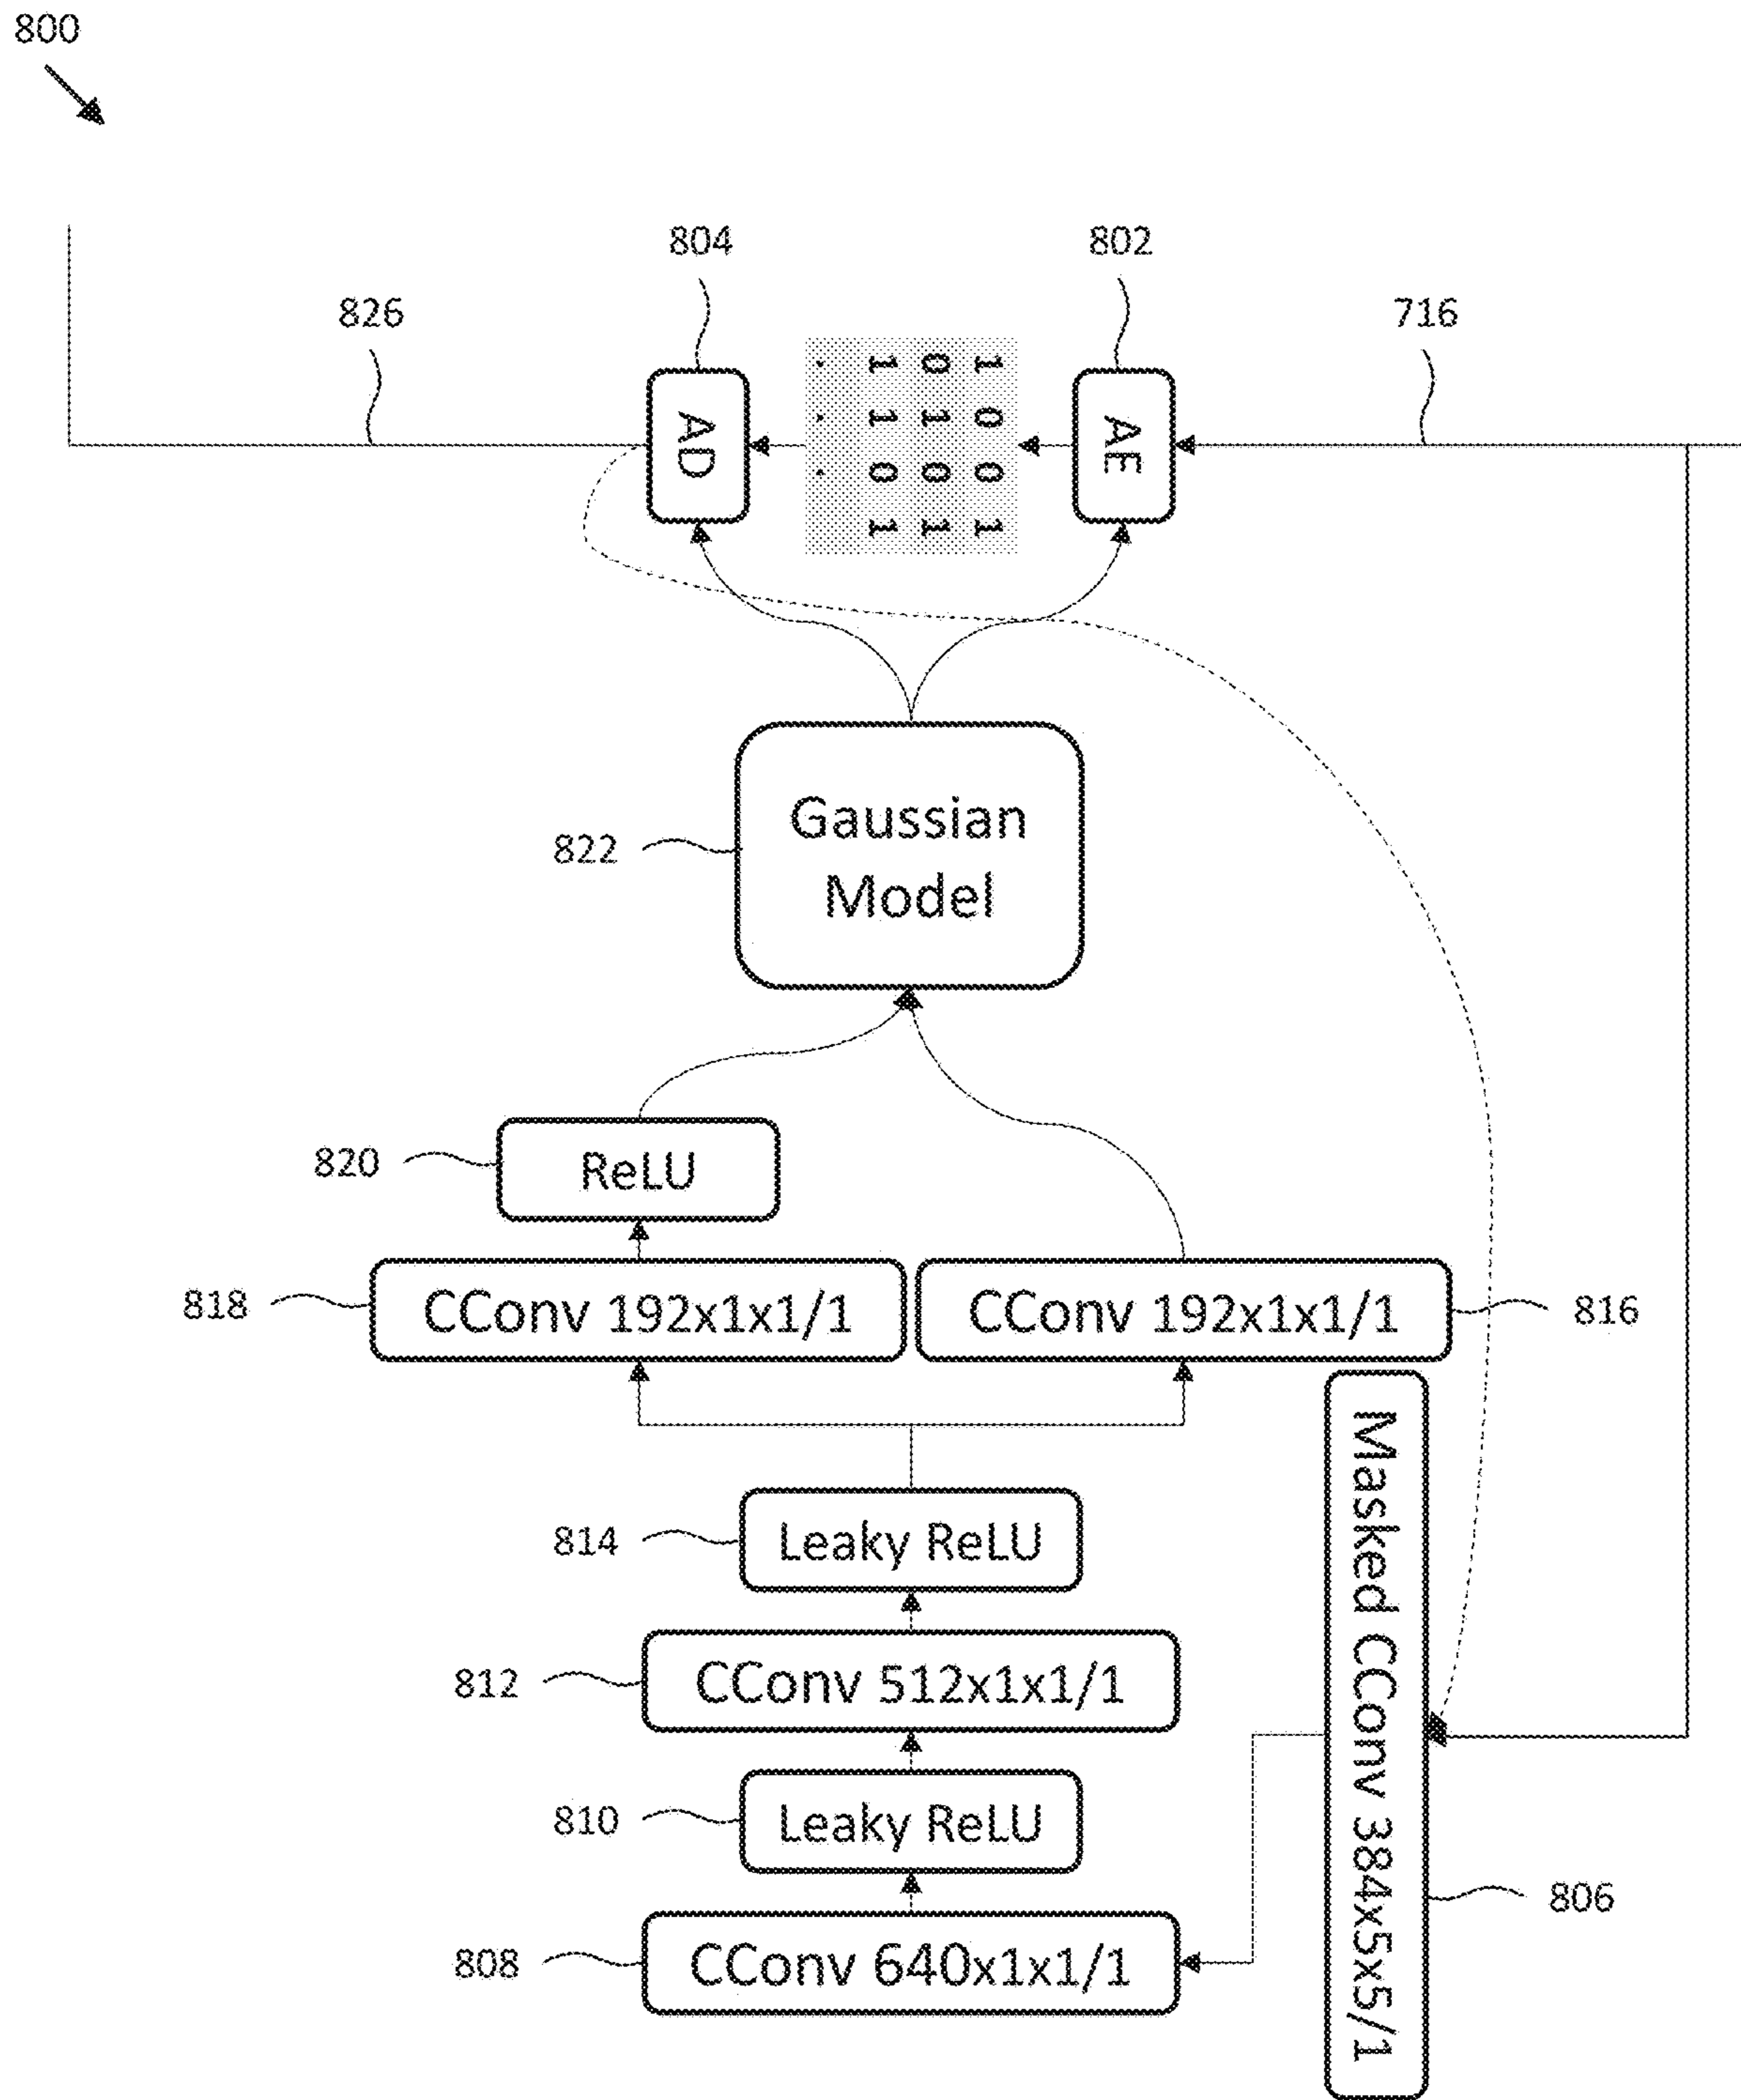 800
804
802
826
716
AD
AE
1 0 0 1
0 1 0 1
1 1 0 1
. . .
Gaussian
Model
822
820
ReLU
818
CConv 192x1x1/1
CConv 192x1x1/1
816
Masked CConv 384x5x5/1
814
Leaky ReLU
812
CConv 512x1x1/1
810
Leaky ReLU
806
808
CConv 640x1x1/1